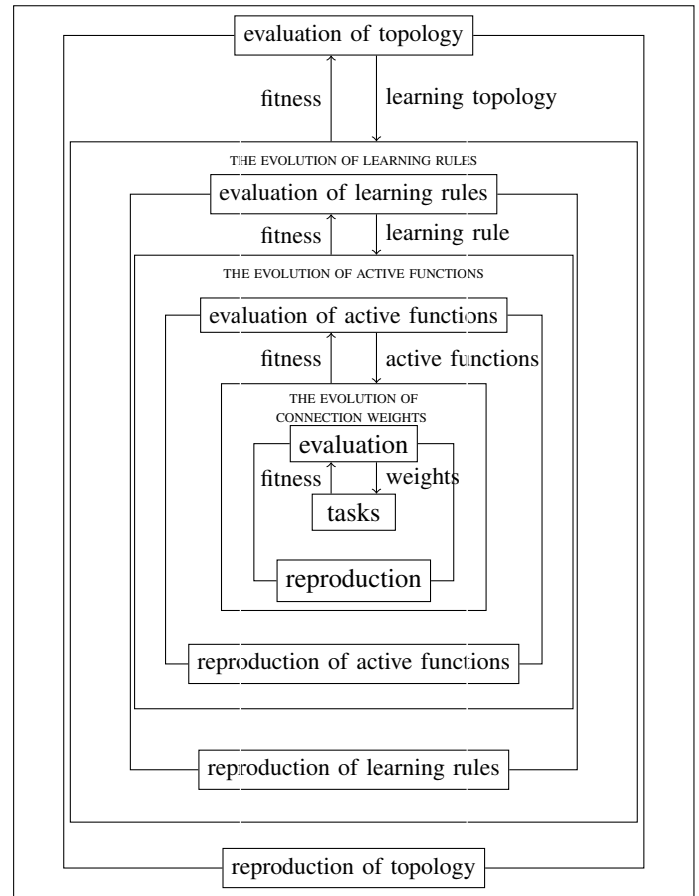 evaluation of topology
fitness
learning topology
THE EVOLUTION OF LEARNING RULES
evaluation of learning rules
fitness
learning rule
THE EVOLUTION OF ACTIVE FUNCTIONS
evaluation of active functions
fitness
active functions
THE EVOLUTION OF
CONNECTION WEIGHTS
evaluation
fitness
weights
tasks
reproduction
reproduction of active functions
reproduction of learning rules
reproduction of topology